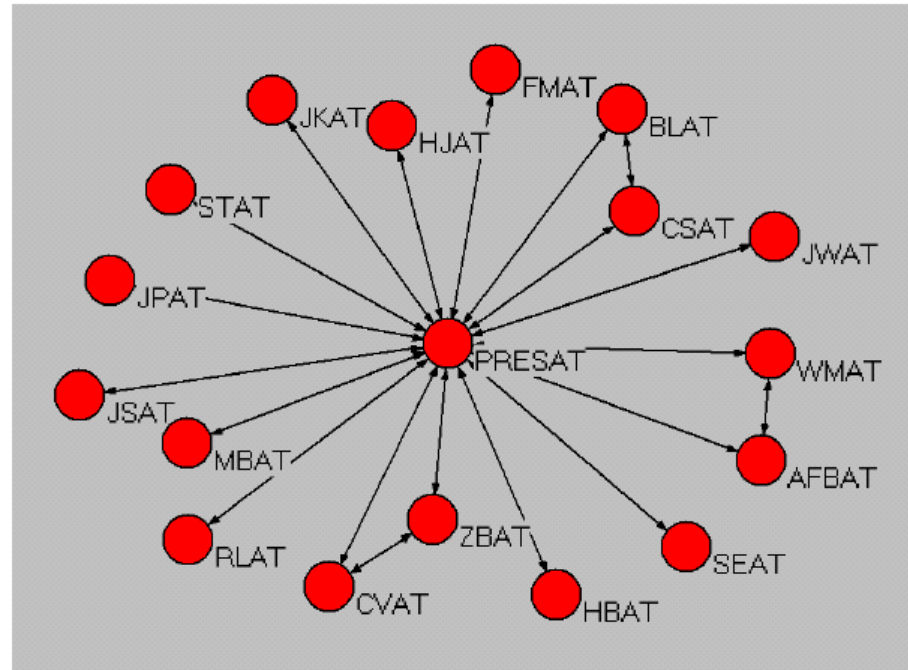 FMAT
JKAT
BLAT
HJAT
STAT
CSAT
JWAT
JPAT
PRESAT
WMAT
JSAT
MBAT
AFBAT
RLAT
ZBAT
SEAT
CVAT
HBAT